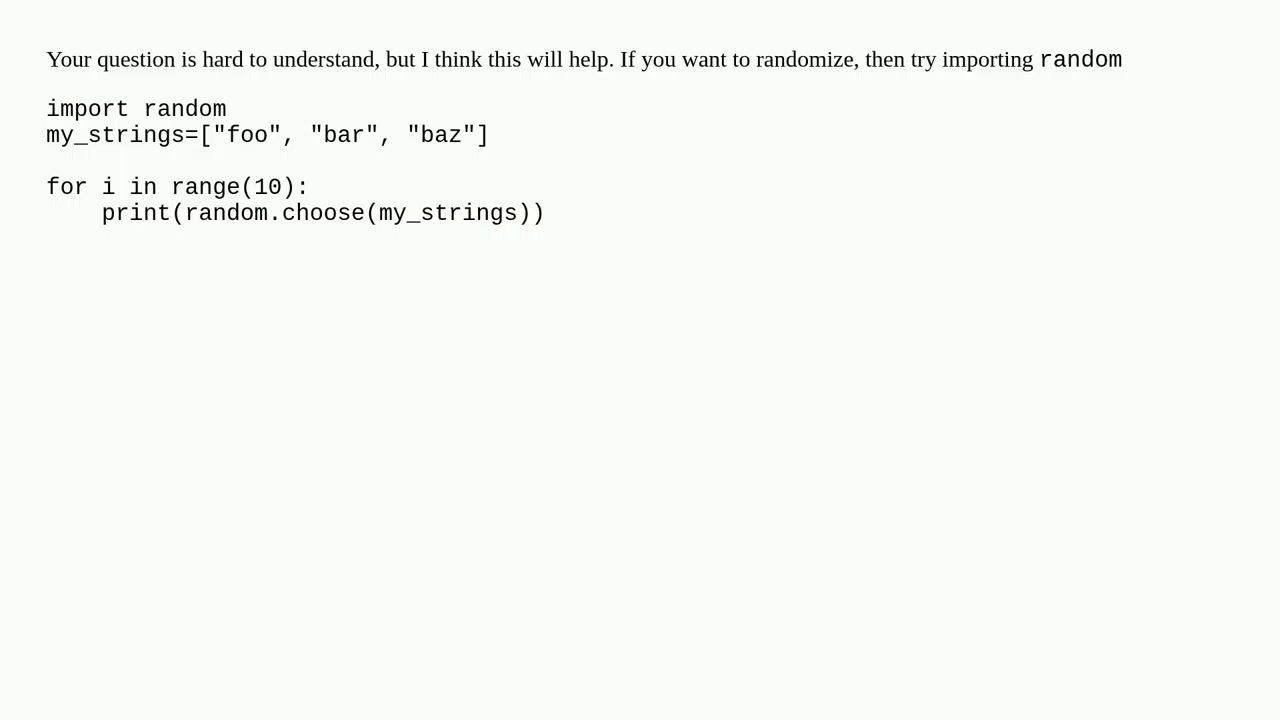 Your question is hard to understand, but I think this will help. If you want to randomize, then try importing random
import random
my_strings=["foo", "bar", "baz"]
for i in range(10):
    print(random.choose(my_strings))